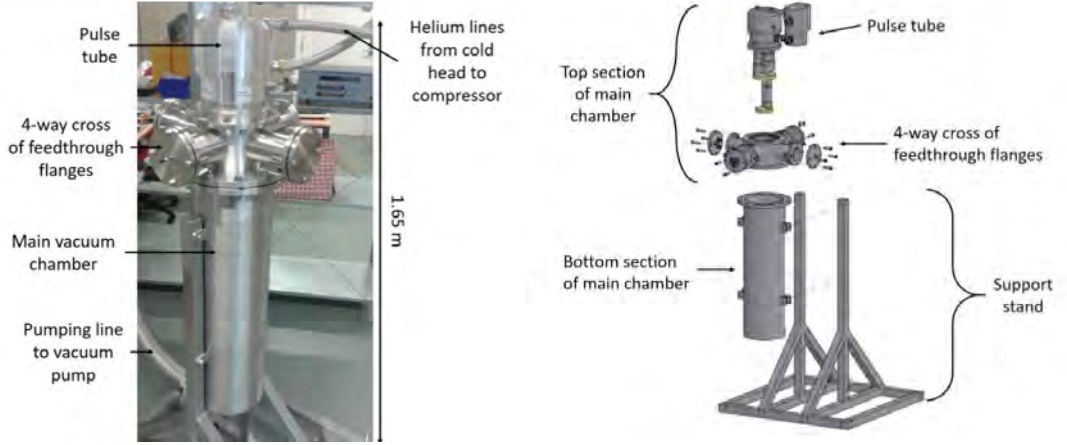 Pulse
tube
Helium lines
from cold
head to
compressor
4-way cross
of feedthrough
flanges
1.65 m
Main vacuum
chamber
Pumping line
to vacuum
pump
Pulse tube
Top section
of main
chamber
4-way cross of
feedthrough flanges
Bottom section
of main chamber
Support
stand